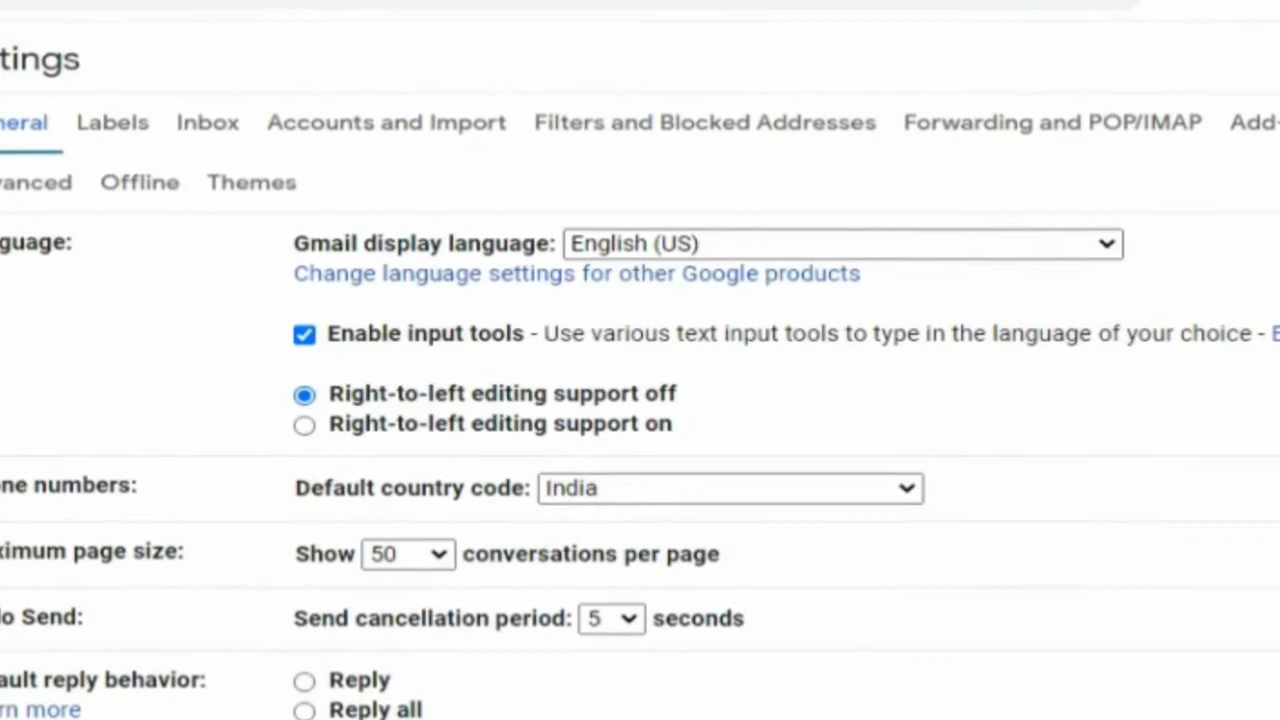 tings
neral Labels Inbox Accounts and Import Filters and Blocked Addresses Forwarding and POP/IMAP Add-
vanced Offline Themes
guage: Gmail display language: English (US)
Change language settings for other Google products
Enable input tools - Use various text input tools to type in the language of your choice - E
Right-to-left editing support off
Right-to-left editing support on
ne numbers: Default country code: India
ximum page size: Show 50 conversations per page
o Send: Send cancellation period: 5 seconds
ault reply behavior: Reply
rn more Reply all